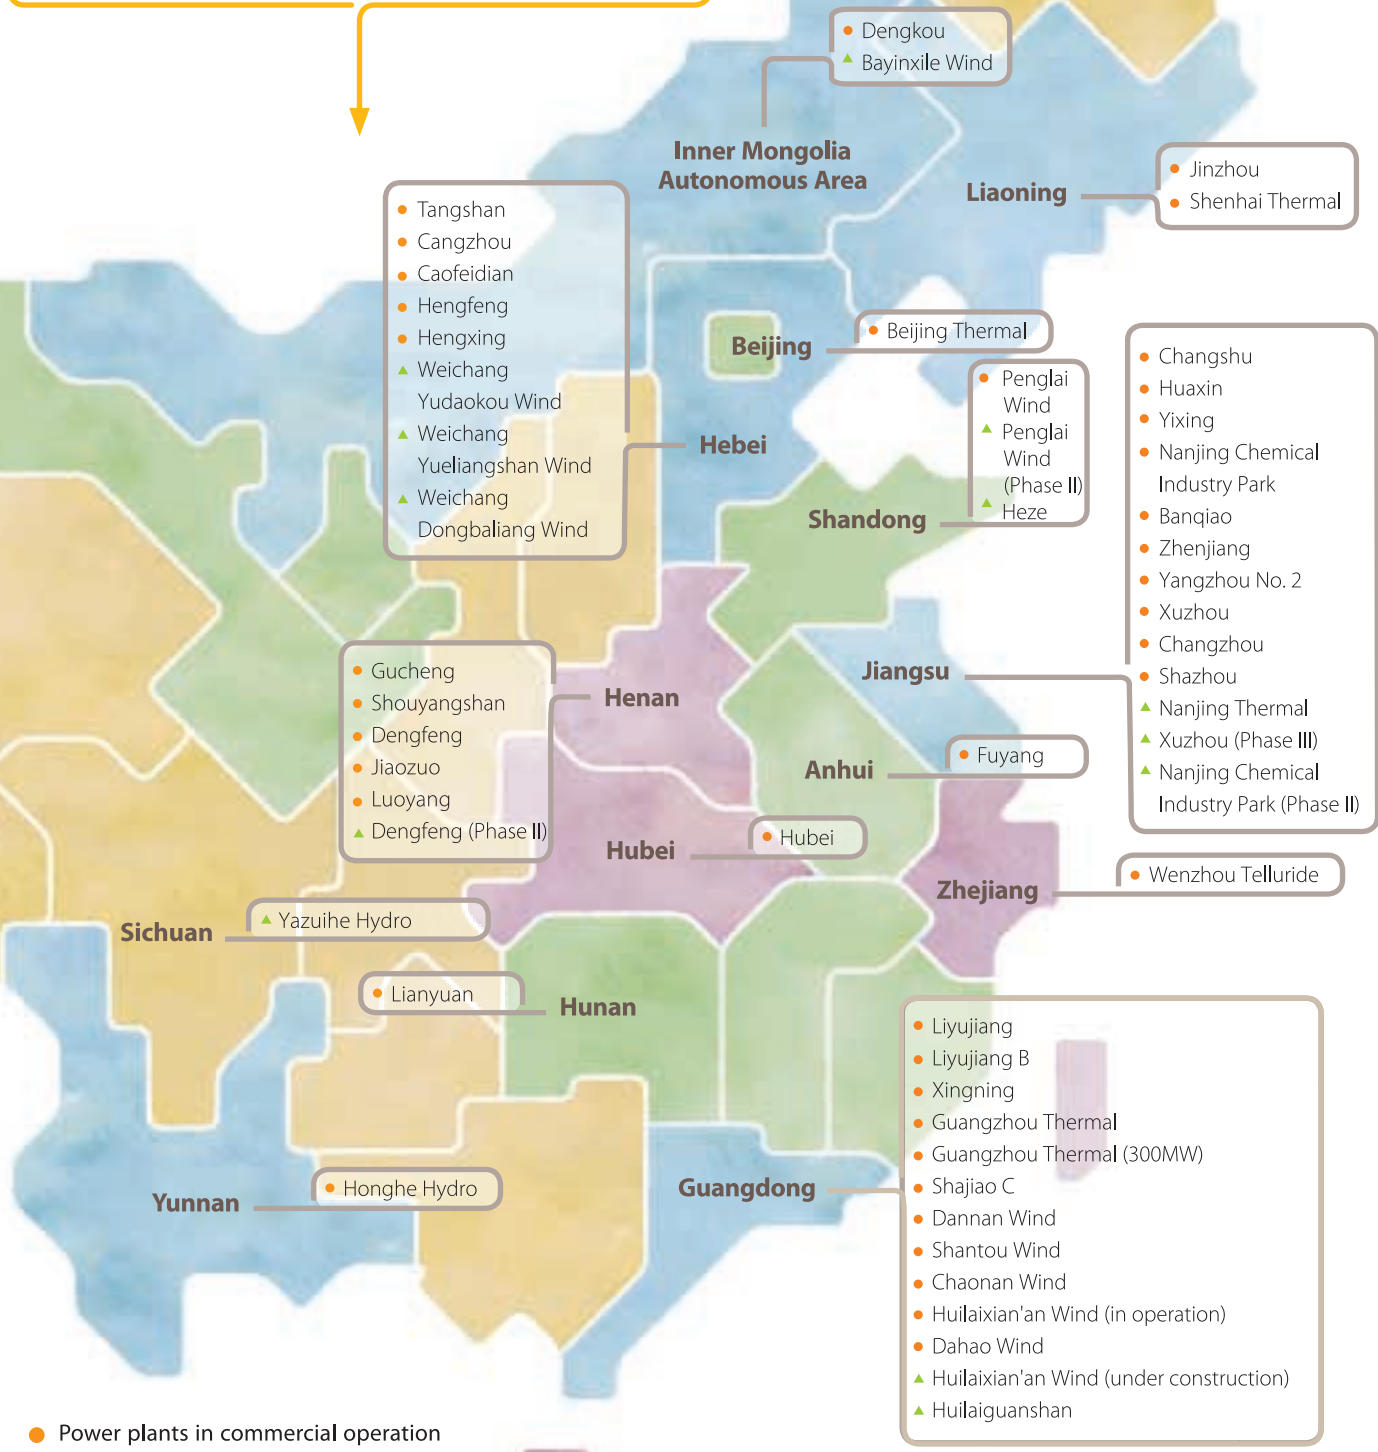 Dengkou
Bayinxile Wind
Inner Mongolia
Autonomous Area
Liaoning
Jinzhou
Shenhai Thermal
Tangshan
Cangzhou
Caofeidian
Hengfeng
Hengxing
Weichang
Yudaokou Wind
Weichang
Yueliangshan Wind
Weichang
Dongbaliang Wind
Hebei
Beijing
Beijing Thermal
Penglai
Wind
Penglai
Wind
(Phase II)
Heze
Shandong
Changshu
Huaxin
Yixing
Nanjing Chemical
Industry Park
Banqiao
Zhenjiang
Yangzhou No. 2
Xuzhou
Changzhou
Shazhou
Nanjing Thermal
Xuzhou (Phase III)
Nanjing Chemical
Industry Park (Phase II)
Jiangsu
Gucheng
Shouyangshan
Dengfeng
Jiaozuo
Luoyang
Dengfeng (Phase II)
Henan
Anhui
Fuyang
Hubei
Hubei
Zhejiang
Wenzhou Telluride
Sichuan
Yazuihe Hydro
Lianyuan
Hunan
Yunnan
Honghe Hydro
Guangdong
Liyujiang
Liyujiang B
Xingning
Guangzhou Thermal
Guangzhou Thermal (300MW)
Shajiao C
Dannan Wind
Shantou Wind
Chaonan Wind
Huilaixian'an Wind (in operation)
Dahao Wind
Huilaixian'an Wind (under construction)
Huilaiguanshan
Power plants in commercial operation